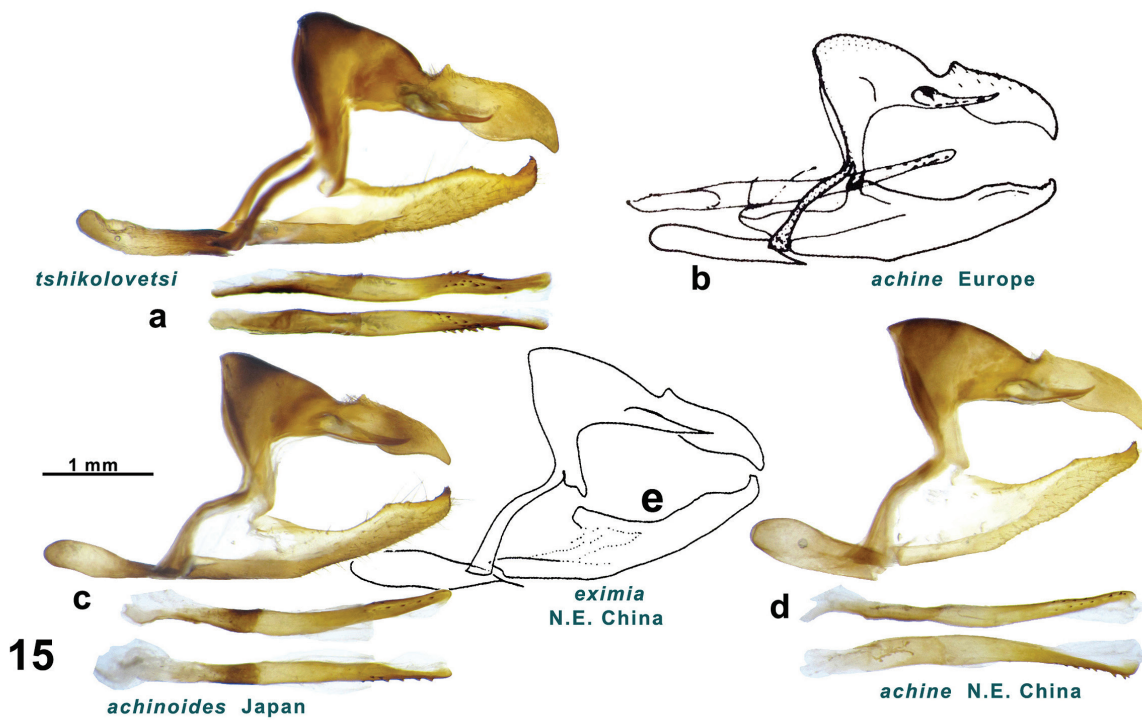 tshikolovetsi
a
b
achine Europe
1 mm
c
e
eximia
N.E. China
d
15
achinoides Japan
achine N.E. China